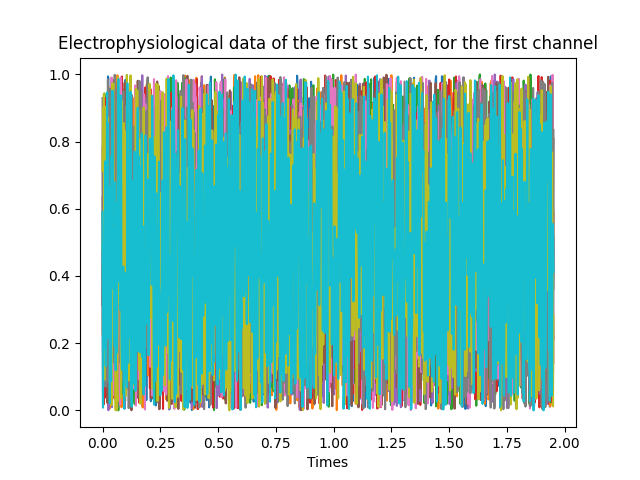 Electrophysiological data of the first subject, for the first channel
1.0
0.8
0.6
0.4
0.2
0.0
0.00 0.25 0.50 0.75 1.00 1.25 1.50 1.75 2.00
Times